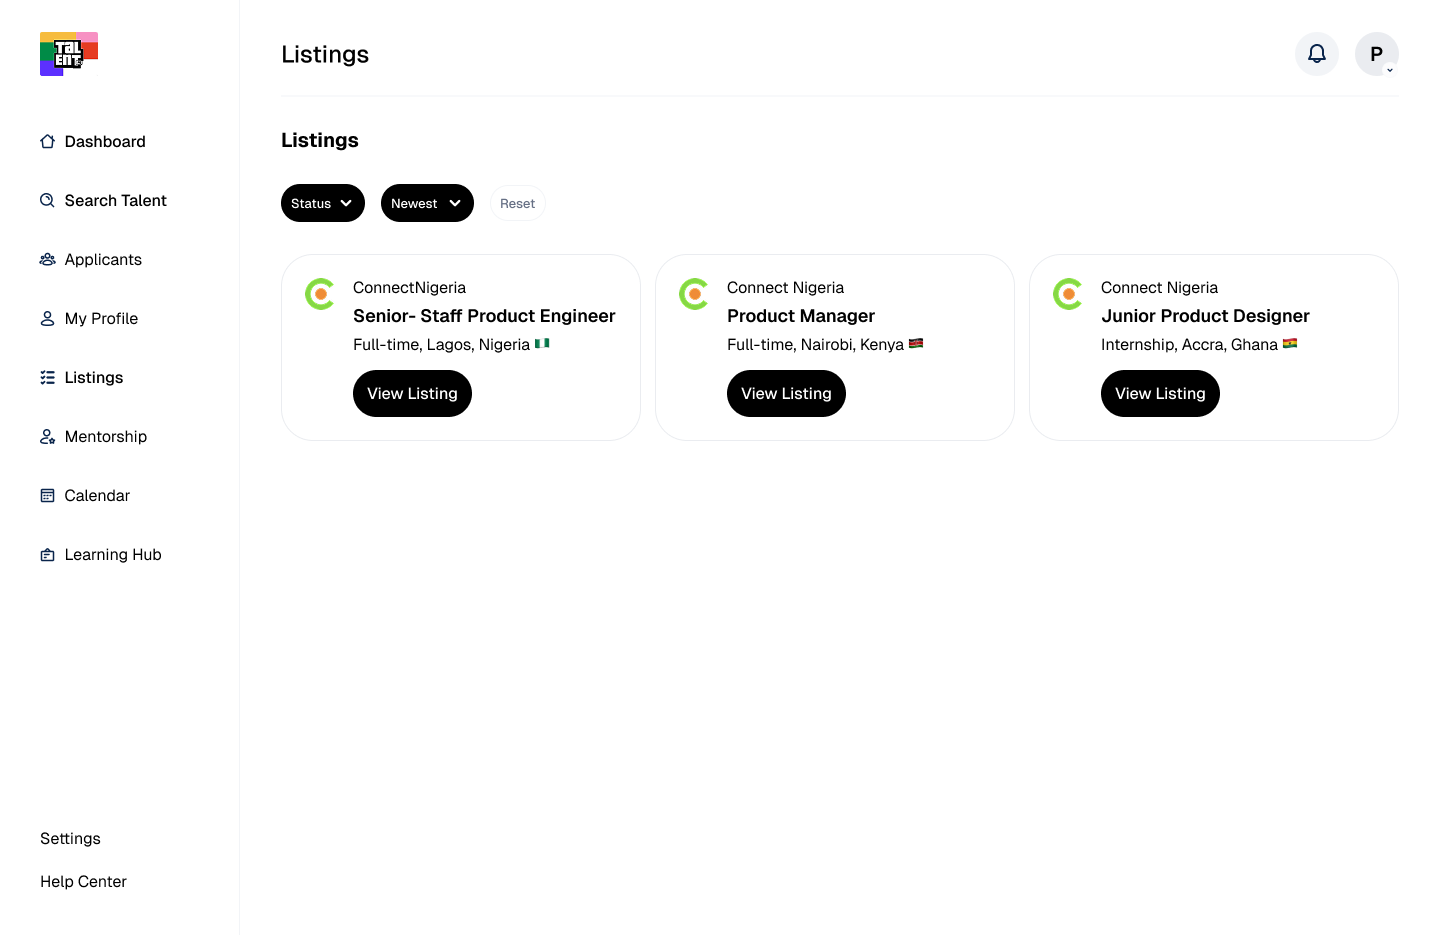 TaL
ENT
Listings
P
Dashboard
Search Talent
Applicants
My Profile
Listings
Mentorship
Calendar
Learning Hub
Settings
Help Center
Listings
Status
Newest
Reset
ConnectNigeria
Senior- Staff Product Engineer
Full-time, Lagos, Nigeria
View Listing
Connect Nigeria
Product Manager
Full-time, Nairobi, Kenya
View Listing
Connect Nigeria
Junior Product Designer
Internship, Accra, Ghana
View Listing